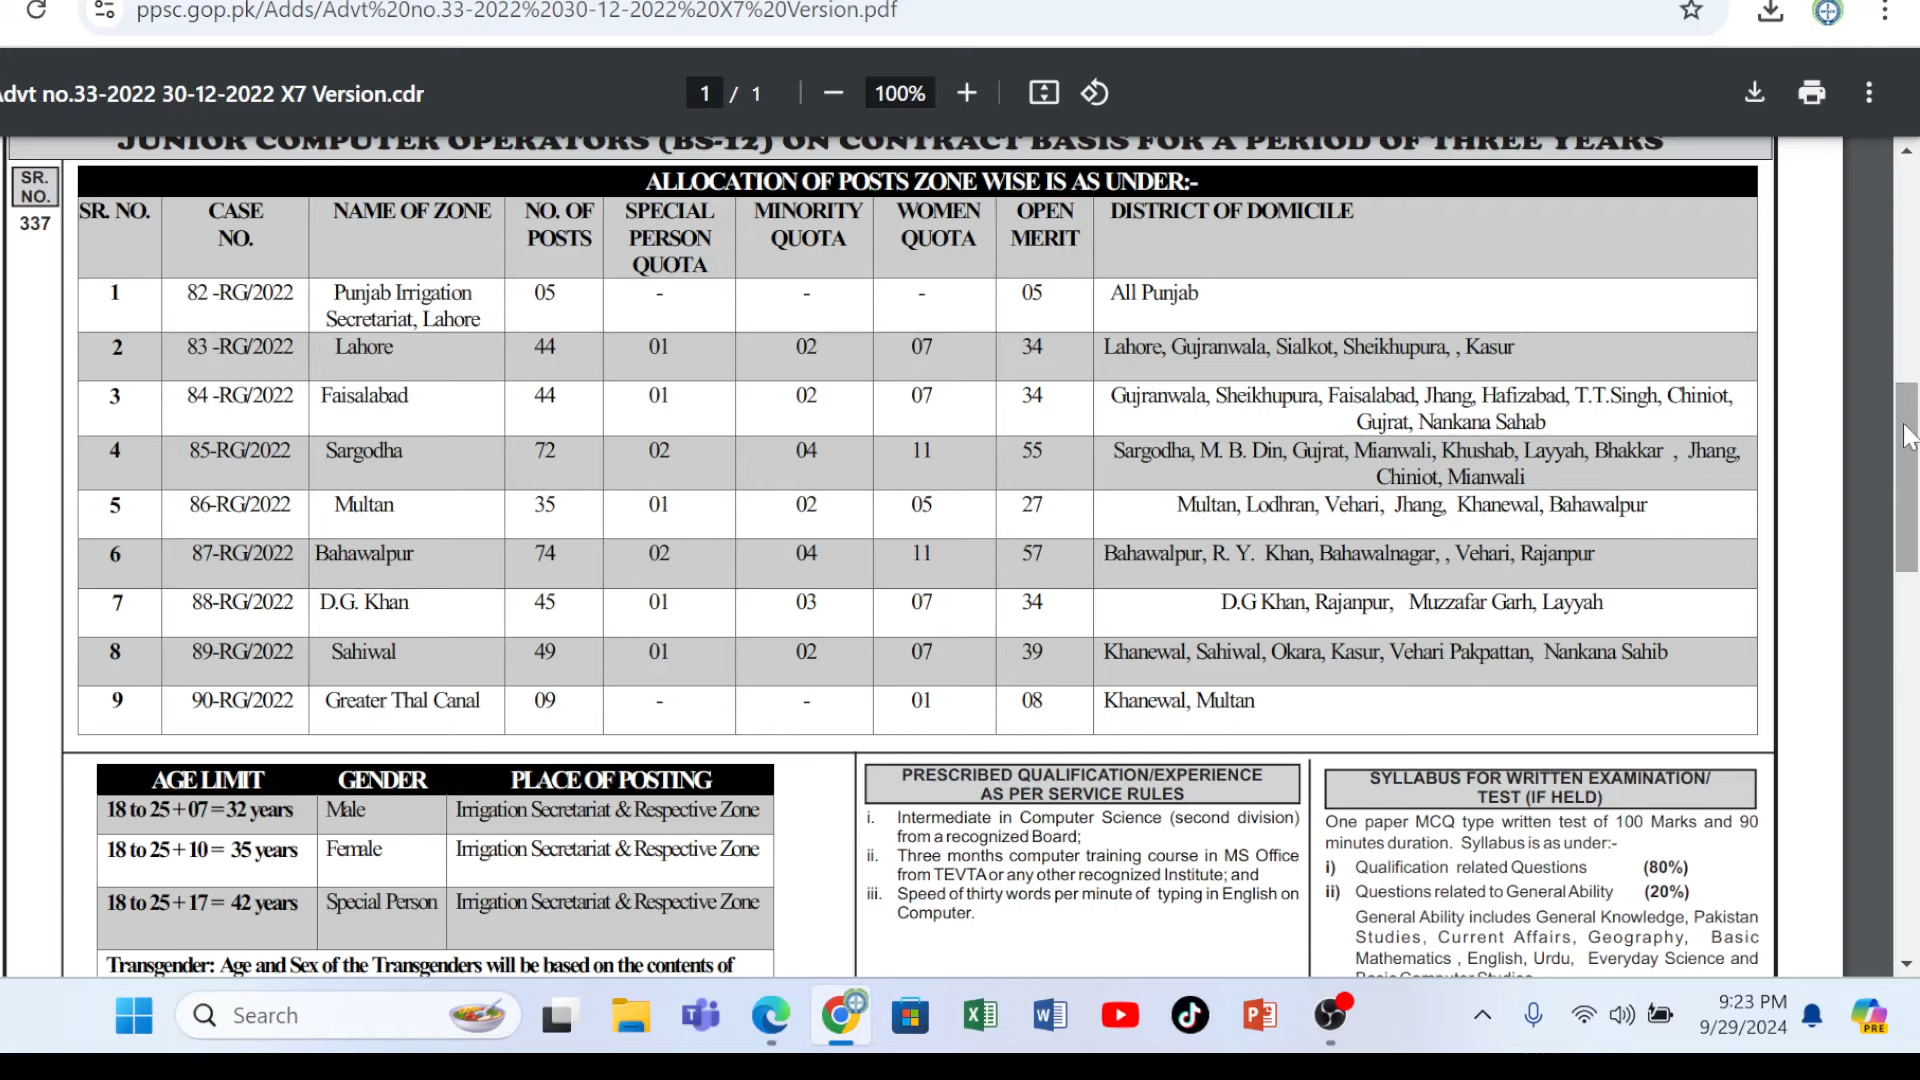 ppsc.gop.pk/Adds/Advt%20no.33-2022%2030-12-2022%20X7%20Version.pdf
Advt no.33-2022 30-12-2022 X7 Version.cdr
1 / 1
100%
JUNIOR COMPUTER OPERATORS (BS-12) ON CONTRACT BASIS FOR A PERIOD OF THREE YEARS
SR. NO.
337
ALLOCATION OF POSTS ZONE WISE IS AS UNDER:-
SR. NO. CASE NO. NAME OF ZONE NO. OF POSTS SPECIAL PERSON QUOTA MINORITY QUOTA WOMEN QUOTA OPEN MERIT DISTRICT OF DOMICILE
1 82 -RG/2022 Punjab Irrigation Secretariat, Lahore 05 - - - 05 All Punjab
2 83 -RG/2022 Lahore 44 01 02 07 34 Lahore, Gujranwala, Sialkot, Sheikhupura, , Kasur
3 84 -RG/2022 Faisalabad 44 01 02 07 34 Gujranwala, Sheikhupura, Faisalabad, Jhang, Hafizabad, T.T.Singh, Chiniot,
Gujrat, Nankana Sahab
4 85-RG/2022 Sargodha 72 02 04 11 55 Sargodha, M. B. Din, Gujrat, Mianwali, Khushab, Layyah, Bhakkar , Jhang,
Chiniot, Mianwali
5 86-RG/2022 Multan 35 01 02 05 27 Multan, Lodhran, Vehari, Jhang, Khanewal, Bahawalpur
6 87-RG/2022 Bahawalpur 74 02 04 11 57 Bahawalpur, R. Y. Khan, Bahawalnagar, , Vehari, Rajanpur
7 88-RG/2022 D.G. Khan 45 01 03 07 34 D.G Khan, Rajanpur, Muzzafar Garh, Layyah
8 89-RG/2022 Sahiwal 49 01 02 07 39 Khanewal, Sahiwal, Okara, Kasur, Vehari Pakpattan, Nankana Sahib
9 90-RG/2022 Greater Thal Canal 09 - - 01 08 Khanewal, Multan
AGE LIMIT GENDER PLACE OF POSTING
18 to 25 + 07 = 32 years Male Irrigation Secretariat & Respective Zone
18 to 25 + 10 = 35 years Female Irrigation Secretariat & Respective Zone
18 to 25 + 17 = 42 years Special Person Irrigation Secretariat & Respective Zone
Transgender: Age and Sex of the Transgenders will be based on the contents of
PRESCRIBED QUALIFICATION/EXPERIENCE
AS PER SERVICE RULES
i. Intermediate in Computer Science (second division)
from a recognized Board;
ii. Three months computer training course in MS Office
from TEVTA or any other recognized Institute; and
iii. Speed of thirty words per minute of typing in English on
Computer.
SYLLABUS FOR WRITTEN EXAMINATION/
TEST (IF HELD)
One paper MCQ type written test of 100 Marks and 90
minutes duration. Syllabus is as under:-
i) Qualification related Questions (80%)
ii) Questions related to General Ability (20%)
General Ability includes General Knowledge, Pakistan
Studies, Current Affairs, Geography, Basic
Mathematics , English, Urdu, Everyday Science and
Basic Computer Studies
Search
9:23 PM
9/29/2024
PRE